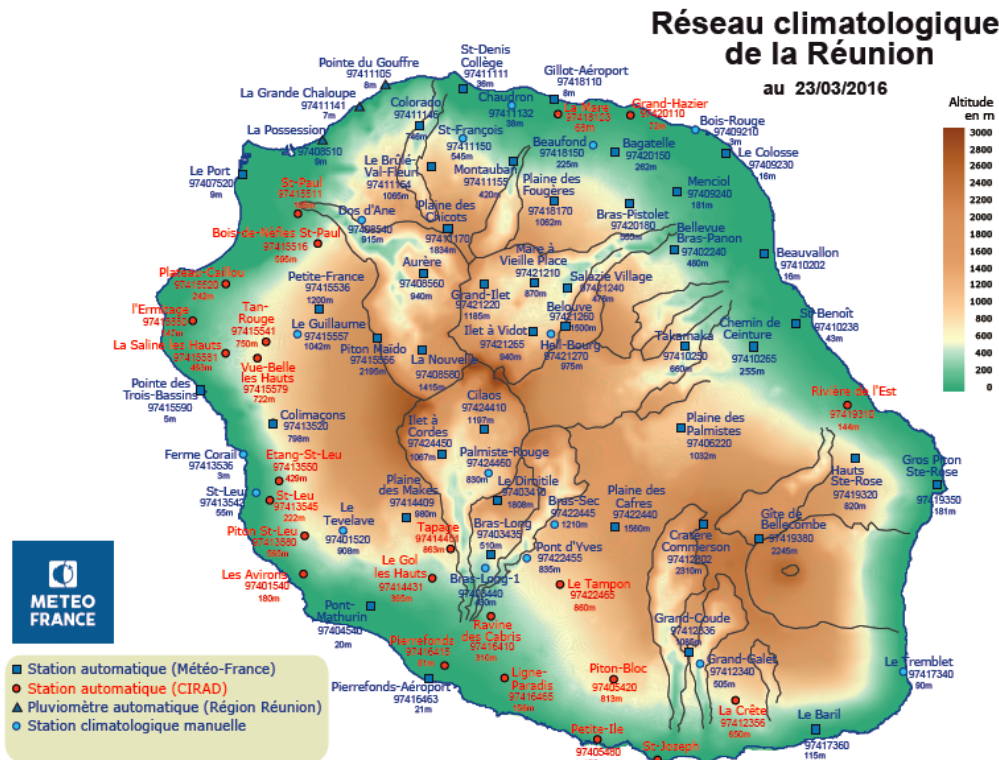 Réseau climatologique
de la Réunion
au 23/03/2016
Altitude
en m
3000
2800
2600
2400
2200
2000
1800
1600
1400
1200
1000
800
600
400
200
0
St-Denis
Collège
97411111
36m
Pointe du Gouffre
97411105
8m
Gillot-Aéroport
97418110
8m
La Grande Chaloupe
97411141
7m
Colorado
97411140
746m
Chaudron
97411132
38m
La Mare
97418123
Grand-Hazier
97420110
72m
Bois-Rouge
97409210
3m
La Possession
97408510
9m
St-François
97411150
545m
Beaufond
97418150
225m
Bagatelle
97420150
262m
Le Colosse
97409230
16m
Le Port
97407520
9m
Le Brûlé-
Val-Fleuri
97411164
1065m
Montauban
97411155
420m
Plaine des
Fougères
97418170
1062m
Menciol
97409240
181m
St-Paul
97415511
Dos d'Ane
97408540
915m
Plaine des
Chicots
97410170
1834m
Bras-Pistolet
97420180
Bellevue
Bras-Panon
97402240
480m
Bois-de-Nèfles St-Paul
97415516
595m
Beauvallon
97410202
16m
Aurère
97408560
940m
Mare à
Vieille Place
97421210
870m
Salazie Village
97421240
476m
Plateau-Caillou
97415520
242m
Petite-France
97415536
1200m
Grand-Ilet
97421220
1185m
Belouve
97421260
1500m
l'Ermitage
97415550
Tan-
Rouge
97415541
750m
Le Guillaume
97415557
1042m
Ilet à Vidot
97421265
940m
Hell-Bourg
97421270
975m
St-Benoît
97410238
43m
Takamaka
97410250
660m
Chemin de
Ceinture
97410265
255m
La Saline les Hauts
97415581
Piton Maïdo
97415566
2195m
La Nouvelle
97408580
1415m
Vue-Belle
les Hauts
97415579
722m
Pointe des
Trois-Bassins
97415590
5m
Rivière de l'Est
97419310
144m
Cilaos
97424410
1197m
Colimaçons
97413520
798m
Ilet à
Cordes
97424450
1067m
Plaine des
Palmistes
97406220
1032m
Ferme Corail
97413536
3m
Etang-St-Leu
97413550
429m
Palmiste-Rouge
97424460
830m
Hauts
Ste-Rose
97419320
820m
Gros Piton
Ste-Rose
97419350
181m
St-Leu
97413542
55m
St-Leu
97413545
222m
Plaine
des Makes
97414409
980m
Le Dimitile
97403410
1808m
Bras-Sec
97422445
1210m
Plaine des
Cafres
97422440
1560m
Gîte de
Bellecombe
97419380
2245m
Piton St-Leu
97413580
Le
Tevelave
97401520
908m
Tapage
97414451
863m
Bras-Long
97403435
510m
Pont d'Yves
97422455
835m
Cratère
Commerson
97412802
2310m
Les Avirons
97401540
180m
Le Gol
les Hauts
97414431
Bras-Long-1
97403440
Le Tampon
97422465
860m
Pont-
Mathurin
97404540
20m
Ravine
des Cabris
97416410
310m
Grand-Coude
97412336
Pierrefonds
97416415
Grand-Galet
97412340
505m
Le Tremblet
97417340
90m
Pierrefonds-Aéroport
97416463
21m
Ligne-
Paradis
97416465
Piton-Bloc
97405420
813m
La Crête
97412356
650m
Le Baril
97417360
115m
Petite-Ile
97405480
St-Joseph
METEO
FRANCE
Station automatique (Météo-France)
Station automatique (CIRAD)
Pluviomètre automatique (Région Réunion)
Station climatologique manuelle